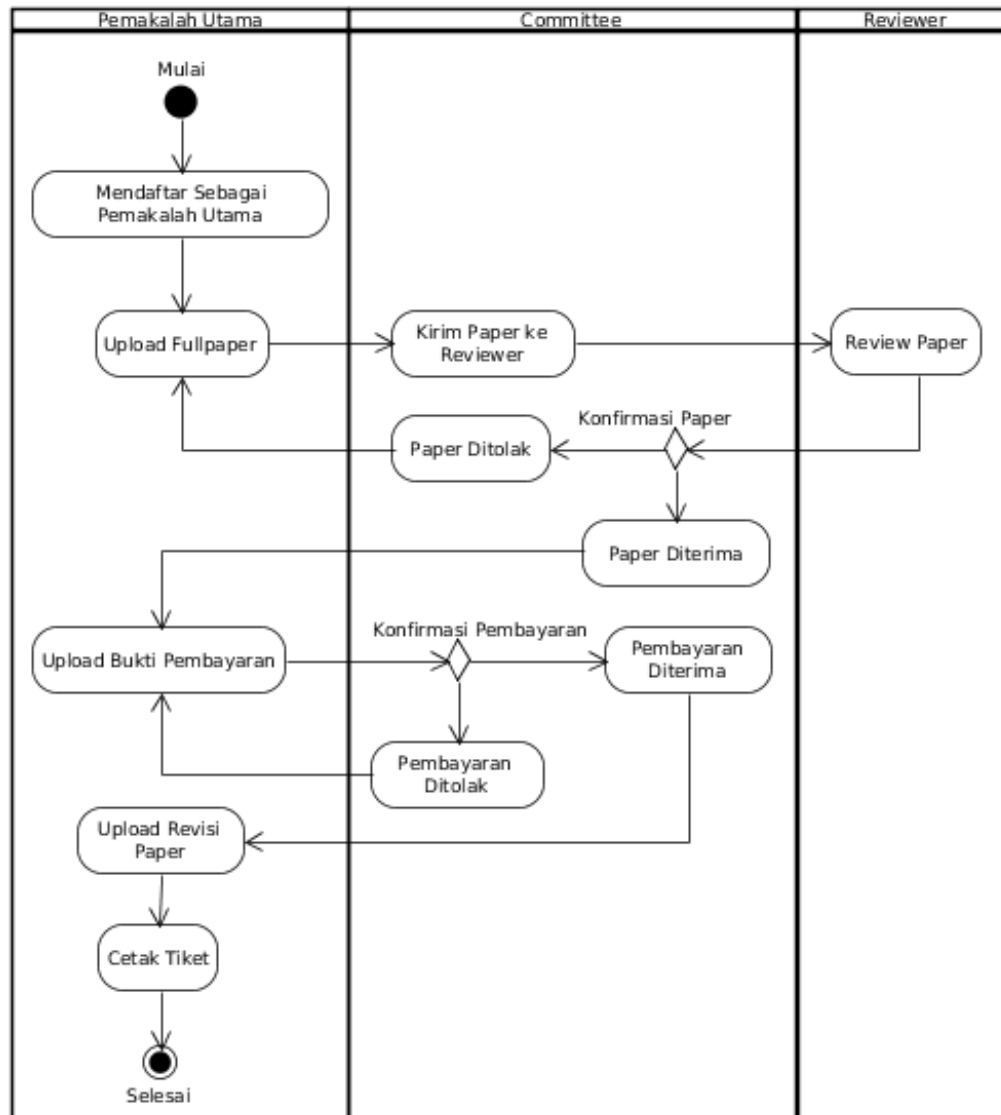 Pemakalah Utama
Committee
Reviewer
Mulai
Mendaftar Sebagai
Pemakalah Utama
Upload Fullpaper
Kirim Paper ke
Reviewer
Review Paper
Konfirmasi Paper
Paper Ditolak
Paper Diterima
Upload Bukti Pembayaran
Konfirmasi Pembayaran
Pembayaran
Diterima
Pembayaran
Ditolak
Upload Revisi
Paper
Cetak Tiket
Selesai